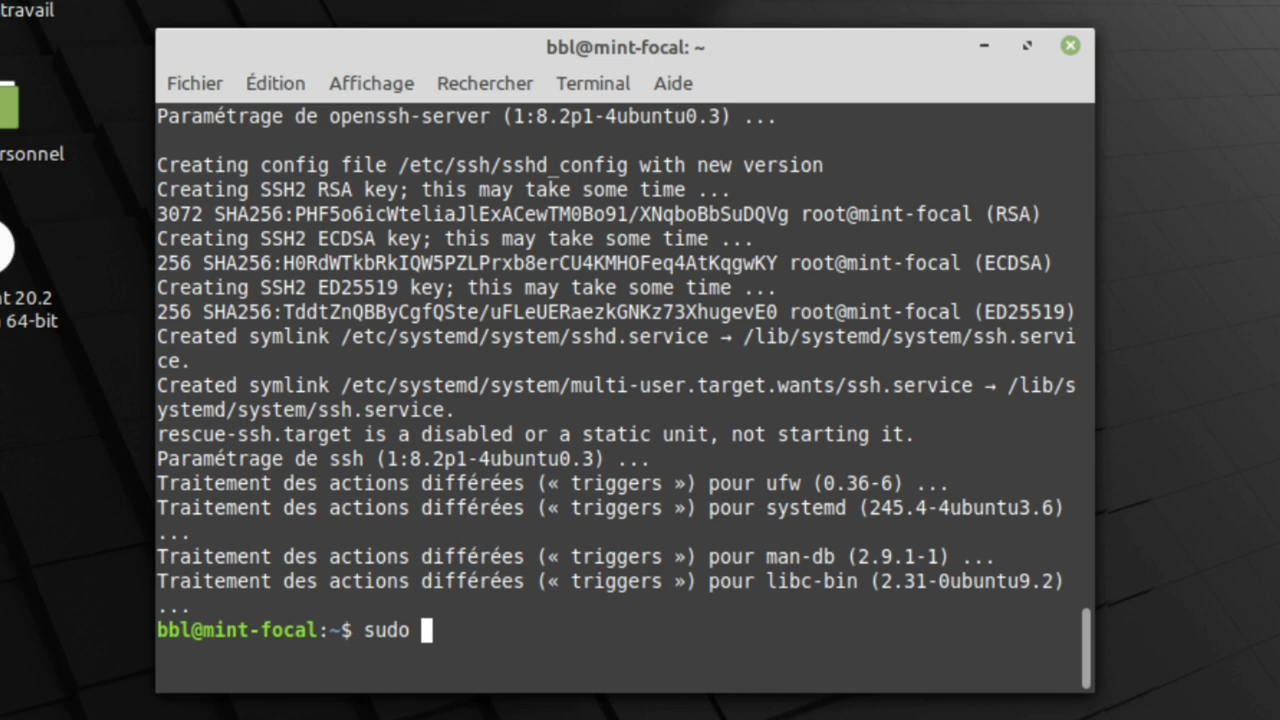 travail
rsonnel
t 20.2
64-bit
bbl@mint-focal: ~
Fichier Édition Affichage Rechercher Terminal Aide
Paramétrage de openssh-server (1:8.2p1-4ubuntu0.3) ...
Creating config file /etc/ssh/sshd_config with new version
Creating SSH2 RSA key; this may take some time ...
3072 SHA256:PHF5o6icWteliaJlExACewTM0Bo91/XNqboBbSuDQVg root@mint-focal (RSA)
Creating SSH2 ECDSA key; this may take some time ...
256 SHA256:H0RdWTkbRkIQW5PZLPrxb8erCU4KMHOFeq4AtKqgwKY root@mint-focal (ECDSA)
Creating SSH2 ED25519 key; this may take some time ...
256 SHA256:TddtZnQBByCgfQSte/uFLeUERaezkGNKz73XhugevE0 root@mint-focal (ED25519)
Created symlink /etc/systemd/system/sshd.service → /lib/systemd/system/ssh.servi
ce.
Created symlink /etc/systemd/system/multi-user.target.wants/ssh.service → /lib/s
ystemd/system/ssh.service.
rescue-ssh.target is a disabled or a static unit, not starting it.
Paramétrage de ssh (1:8.2p1-4ubuntu0.3) ...
Traitement des actions différées (« triggers ») pour ufw (0.36-6) ...
Traitement des actions différées (« triggers ») pour systemd (245.4-4ubuntu3.6)
...
Traitement des actions différées (« triggers ») pour man-db (2.9.1-1) ...
Traitement des actions différées (« triggers ») pour libc-bin (2.31-0ubuntu9.2)
...
bbl@mint-focal:~$ sudo